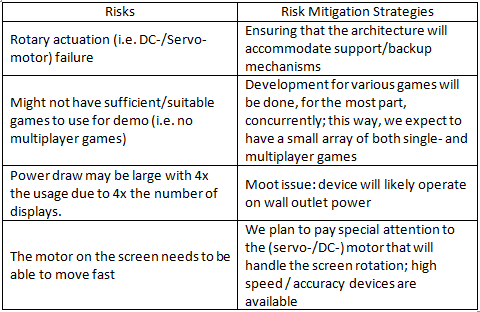 Risks
Risk Mitigation Strategies
Rotary actuation (i.e. DC-/Servo-
motor) failure
Ensuring that the architecture will
accommodate support/backup
mechanisms
Might not have sufficient/suitable
games to use for demo (i.e. no
multiplayer games)
Development for various games will
be done, for the most part,
concurrently; this way, we expect to
have a small array of both single- and
multiplayer games
Power draw may be large with 4x
the usage due to 4x the number of
displays.
Moot issue: device will likely operate
on wall outlet power
The motor on the screen needs to be
able to move fast
We plan to pay special attention to
the (servo-/DC-) motor that will
handle the screen rotation; high
speed / accuracy devices are
available